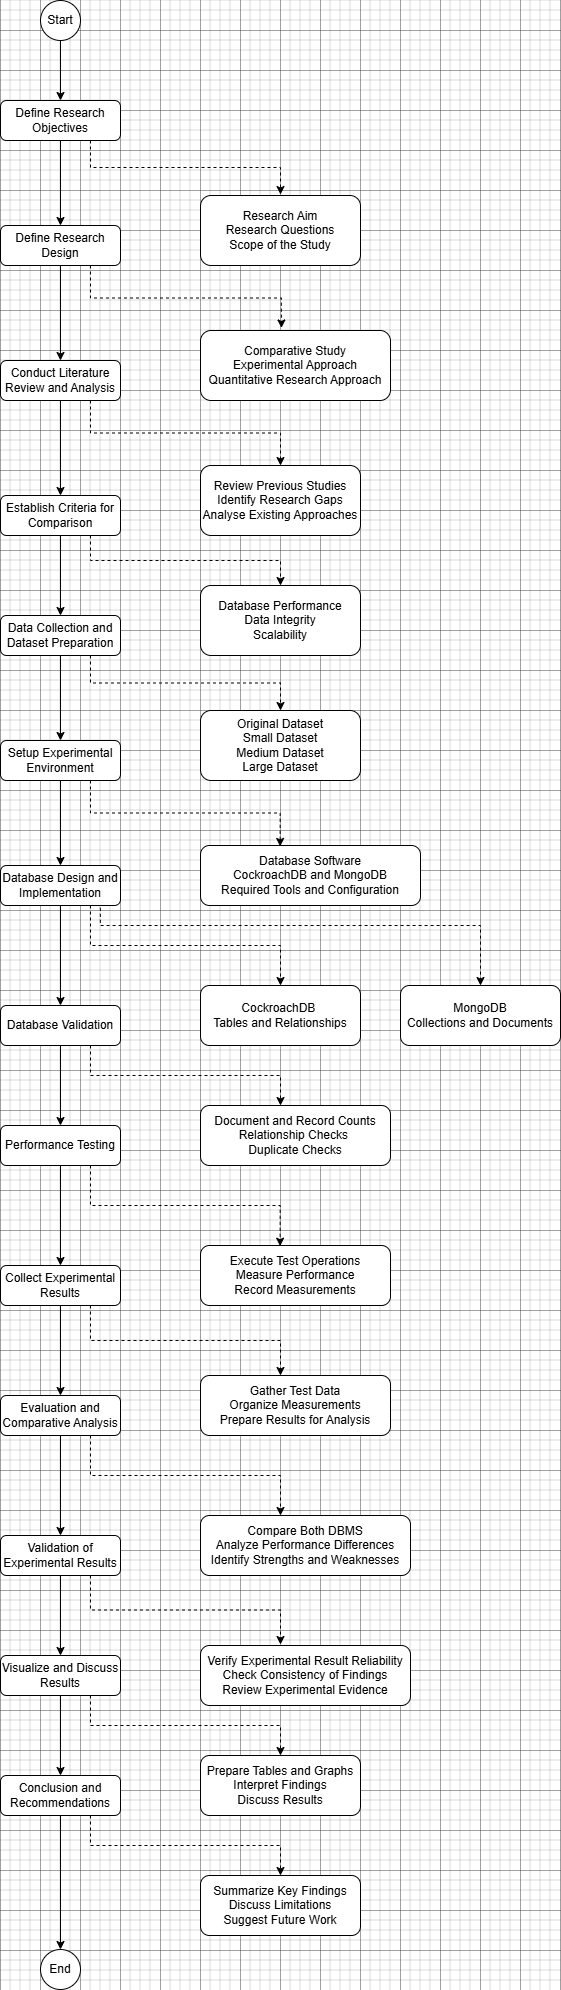 Start
Define Research
Objectives
Research Aim
Research Questions
Scope of the Study
Define Research
Design
Comparative Study
Experimental Approach
Quantitative Research Approach
Conduct Literature
Review and Analysis
Review Previous Studies
Identify Research Gaps
Analyse Existing Approaches
Establish Criteria for
Comparison
Database Performance
Data Integrity
Scalability
Data Collection and
Dataset Preparation
Original Dataset
Small Dataset
Medium Dataset
Large Dataset
Setup Experimental
Environment
Database Software
CockroachDB and MongoDB
Required Tools and Configuration
Database Design and
Implementation
CockroachDB
Tables and Relationships
MongoDB
Collections and Documents
Database Validation
Document and Record Counts
Relationship Checks
Duplicate Checks
Performance Testing
Execute Test Operations
Measure Performance
Record Measurements
Collect Experimental
Results
Gather Test Data
Organize Measurements
Prepare Results for Analysis
Evaluation and
Comparative Analysis
Compare Both DBMS
Analyze Performance Differences
Identify Strengths and Weaknesses
Validation of
Experimental Results
Verify Experimental Result Reliability
Check Consistency of Findings
Review Experimental Evidence
Visualize and Discuss
Results
Prepare Tables and Graphs
Interpret Findings
Discuss Results
Conclusion and
Recommendations
Summarize Key Findings
Discuss Limitations
Suggest Future Work
End